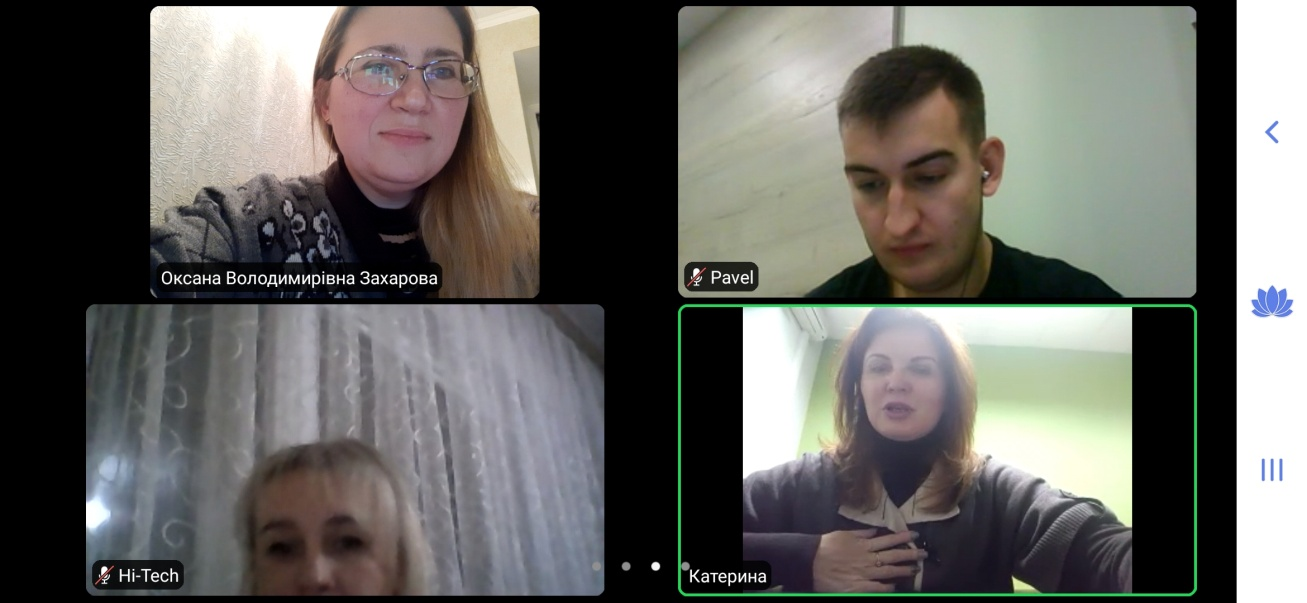 Оксана Володимирівна Захарова
Pavel
Hi-Tech
Катерина